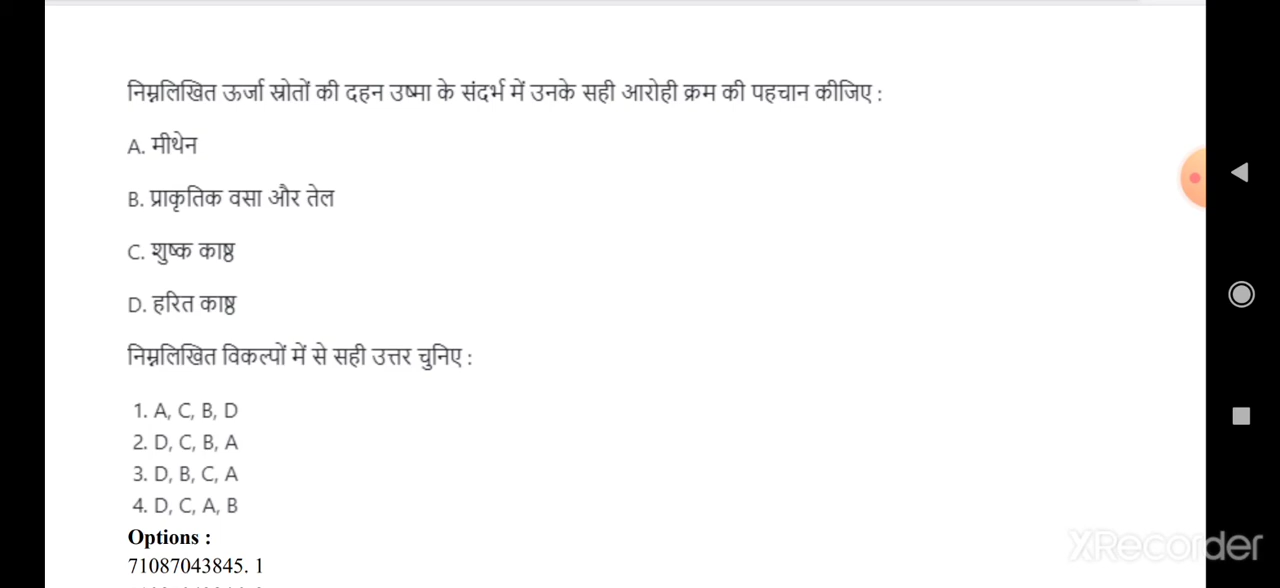 निम्नलिखित ऊर्जा स्रोतों की दहन उष्मा के संदर्भ में उनके सही आरोही क्रम की पहचान कीजिए :
A. मीथेन
B. प्राकृतिक वसा और तेल
C. शुष्क काष्ठ
D. हरित काष्ठ
निम्नलिखित विकल्पों में से सही उत्तर चुनिए :
1. A, C, B, D
2. D, C, B, A
3. D, B, C, A
4. D, C, A, B
Options :
71087043845. 1
XRecorder